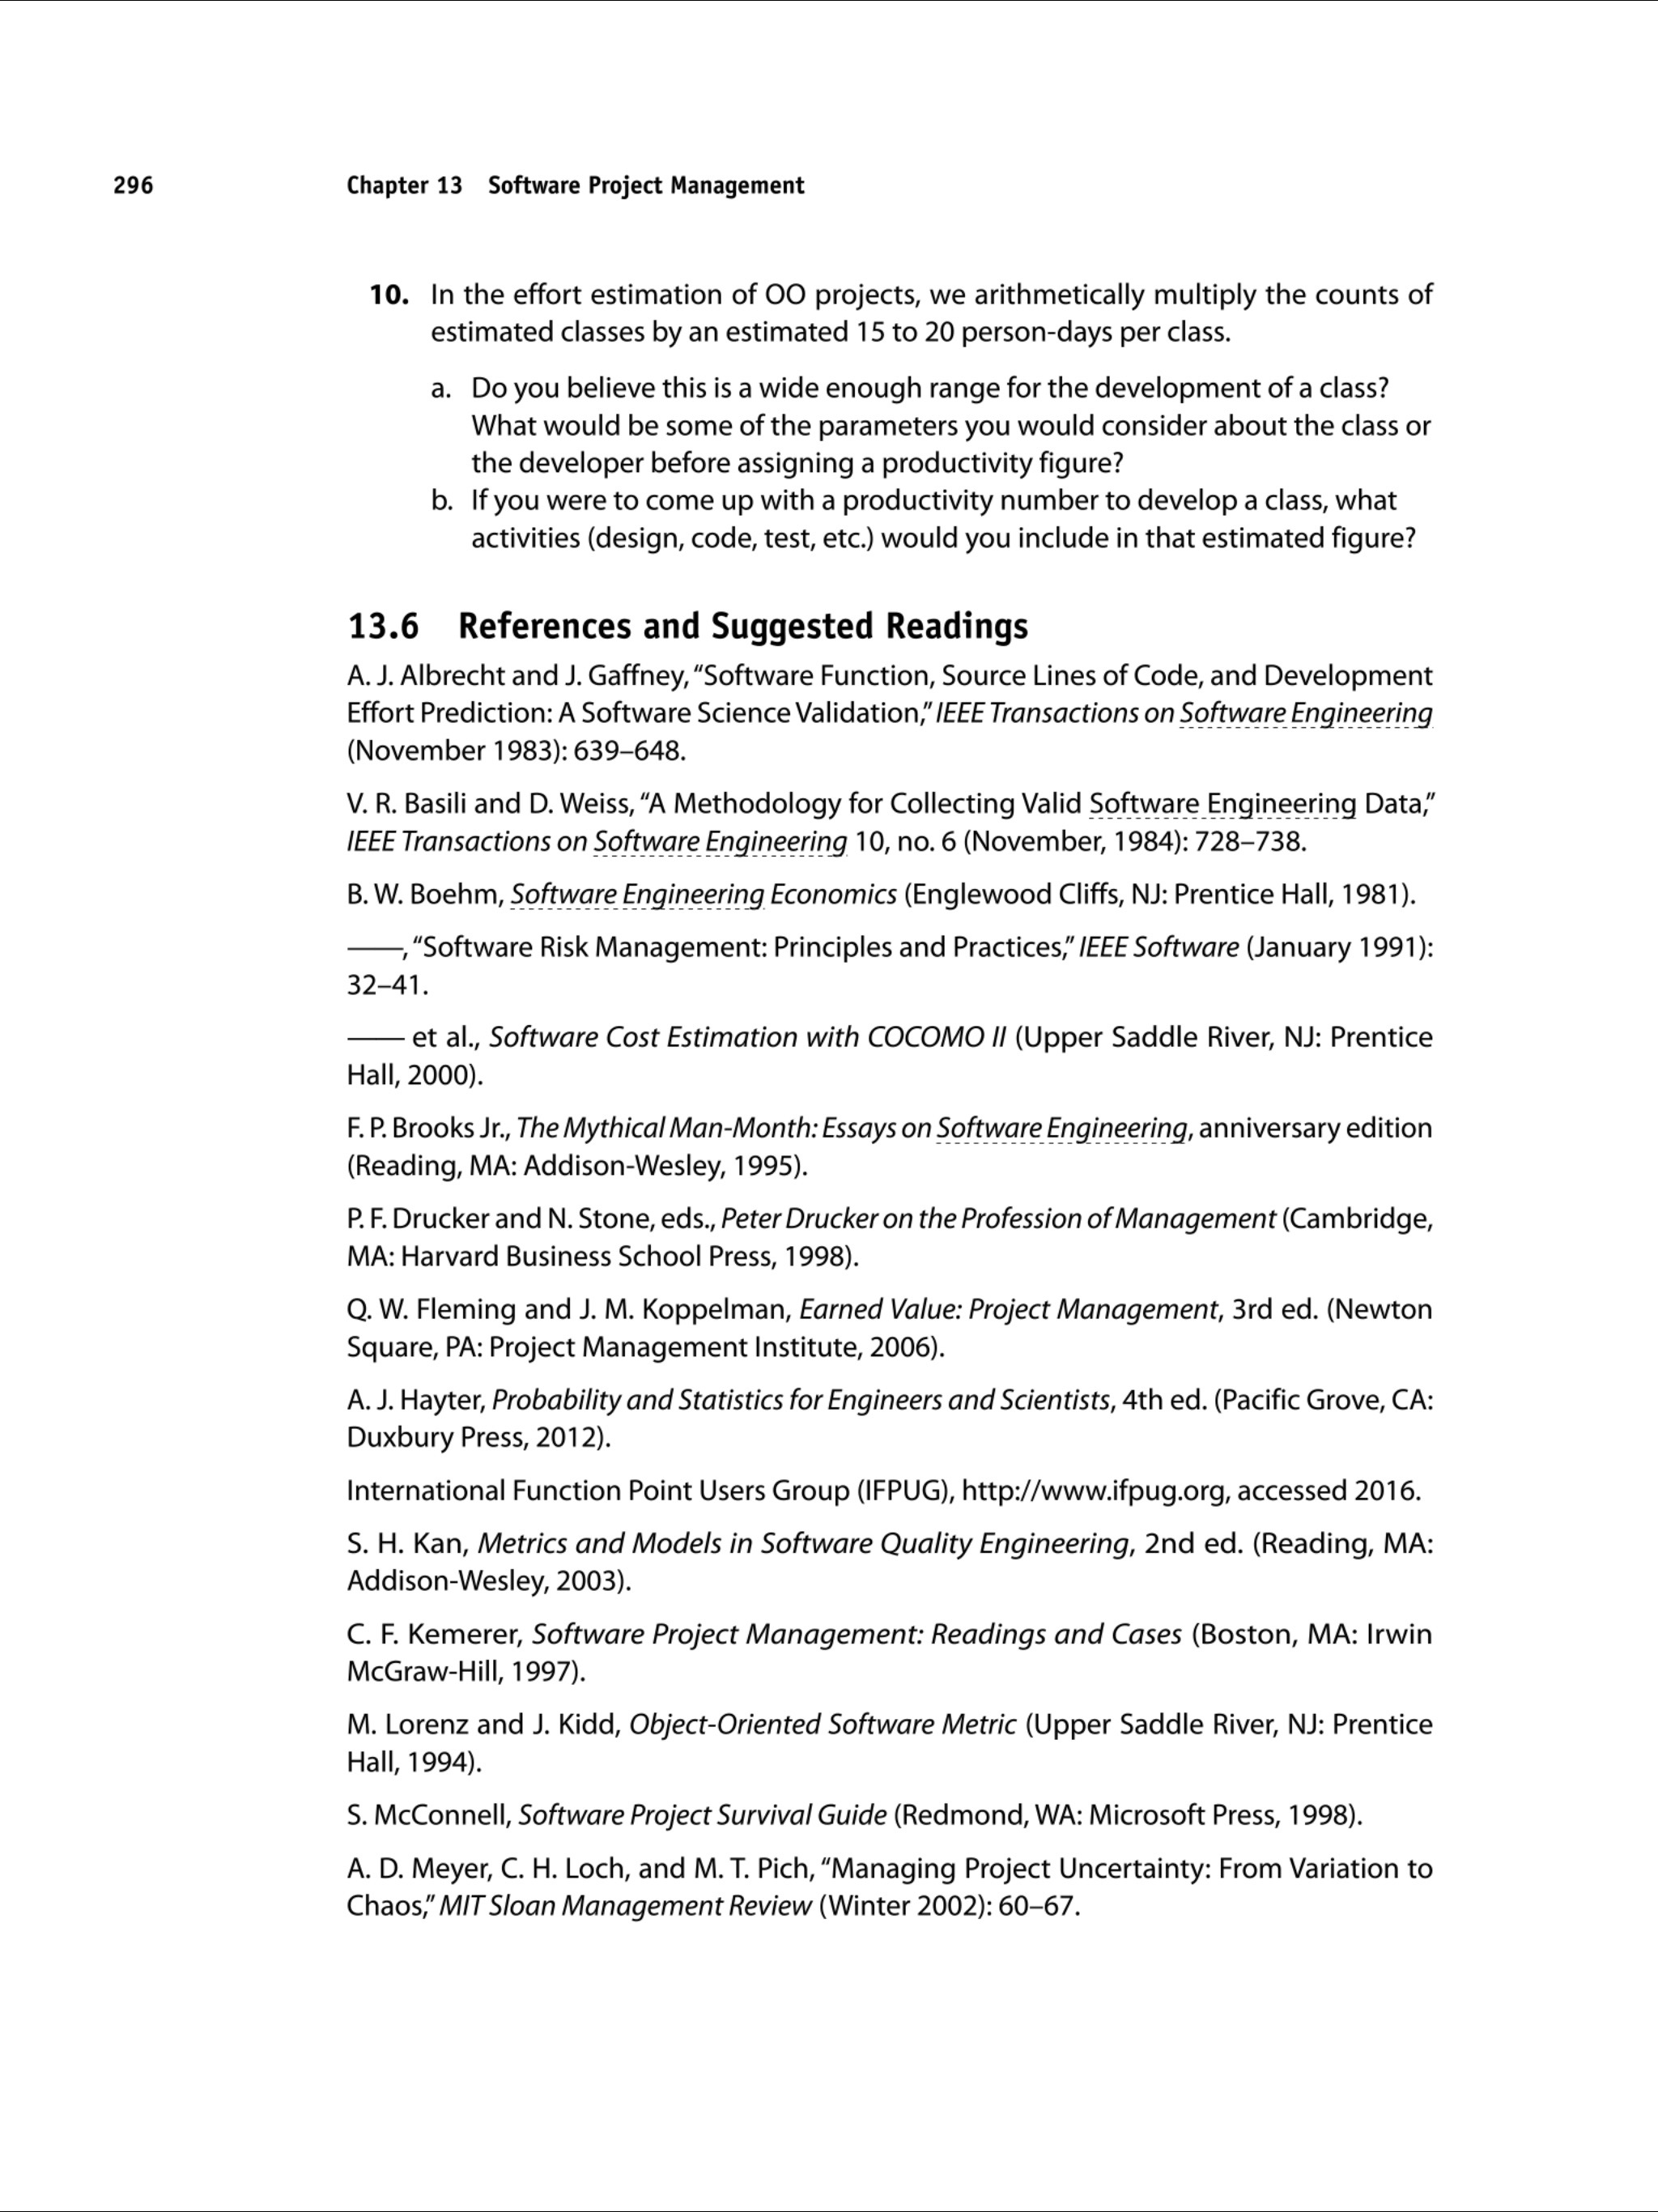 296
Chapter 13 Software Project Management
10. In the effort estimation of OO projects, we arithmetically multiply the counts of
estimated classes by an estimated 15 to 20 person-days per class.
a. Do you believe this is a wide enough range for the development of a class?
What would be some of the parameters you would consider about the class or
the developer before assigning a productivity figure?
b. If you were to come up with a productivity number to develop a class, what
activities (design, code, test, etc.) would you include in that estimated figure?
13.6 References and Suggested Readings
A. J. Albrecht and J. Gaffney, “Software Function, Source Lines of Code, and Development
Effort Prediction: A Software Science Validation,” IEEE Transactions on Software Engineering
(November 1983): 639–648.
V. R. Basili and D. Weiss, “A Methodology for Collecting Valid Software Engineering Data,”
IEEE Transactions on Software Engineering 10, no. 6 (November, 1984): 728–738.
B. W. Boehm, Software Engineering Economics (Englewood Cliffs, NJ: Prentice Hall, 1981).
——, “Software Risk Management: Principles and Practices,” IEEE Software (January 1991):
32–41.
—— et al., Software Cost Estimation with COCOMO II (Upper Saddle River, NJ: Prentice
Hall, 2000).
F. P. Brooks Jr., The Mythical Man-Month: Essays on Software Engineering, anniversary edition
(Reading, MA: Addison-Wesley, 1995).
P. F. Drucker and N. Stone, eds., Peter Drucker on the Profession of Management (Cambridge,
MA: Harvard Business School Press, 1998).
Q. W. Fleming and J. M. Koppelman, Earned Value: Project Management, 3rd ed. (Newton
Square, PA: Project Management Institute, 2006).
A. J. Hayter, Probability and Statistics for Engineers and Scientists, 4th ed. (Pacific Grove, CA:
Duxbury Press, 2012).
International Function Point Users Group (IFPUG), http://www.ifpug.org, accessed 2016.
S. H. Kan, Metrics and Models in Software Quality Engineering, 2nd ed. (Reading, MA:
Addison-Wesley, 2003).
C. F. Kemerer, Software Project Management: Readings and Cases (Boston, MA: Irwin
McGraw-Hill, 1997).
M. Lorenz and J. Kidd, Object-Oriented Software Metric (Upper Saddle River, NJ: Prentice
Hall, 1994).
S. McConnell, Software Project Survival Guide (Redmond, WA: Microsoft Press, 1998).
A. D. Meyer, C. H. Loch, and M. T. Pich, “Managing Project Uncertainty: From Variation to
Chaos,” MIT Sloan Management Review (Winter 2002): 60–67.